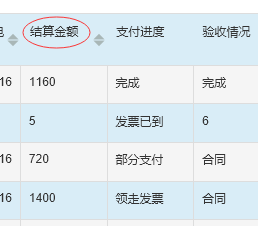 结算金额 支付进度 验收情况
16 1160 完成 完成
5 发票已到 6
16 720 部分支付 合同
16 1400 领走发票 合同